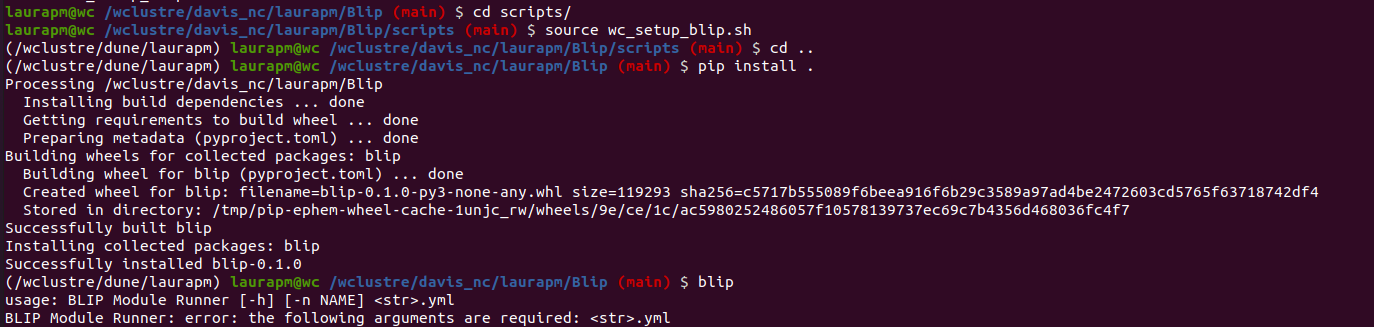 laurapm@wc /wclustre/davis_nc/laurapm/Blip (main) $ cd scripts/
laurapm@wc /wclustre/davis_nc/laurapm/Blip/scripts (main) $ source wc_setup_blip.sh
(/wclustre/dune/laurapm) laurapm@wc /wclustre/davis_nc/laurapm/Blip/scripts (main) $ cd ..
(/wclustre/dune/laurapm) laurapm@wc /wclustre/davis_nc/laurapm/Blip (main) $ pip install .
Processing /wclustre/davis_nc/laurapm/Blip
  Installing build dependencies ... done
  Getting requirements to build wheel ... done
  Preparing metadata (pyproject.toml) ... done
Building wheels for collected packages: blip
  Building wheel for blip (pyproject.toml) ... done
  Created wheel for blip: filename=blip-0.1.0-py3-none-any.whl size=119293 sha256=c5717b555089f6beea916f6b29c3589a97ad4be2472603cd5765f63718742df4
  Stored in directory: /tmp/pip-ephem-wheel-cache-1unjc_rw/wheels/9e/ce/1c/ac5980252486057f10578139737ec69c7b4356d468036fc4f7
Successfully built blip
Installing collected packages: blip
Successfully installed blip-0.1.0
(/wclustre/dune/laurapm) laurapm@wc /wclustre/davis_nc/laurapm/Blip (main) $ blip
usage: BLIP Module Runner [-h] [-n NAME] <str>.yml
BLIP Module Runner: error: the following arguments are required: <str>.yml